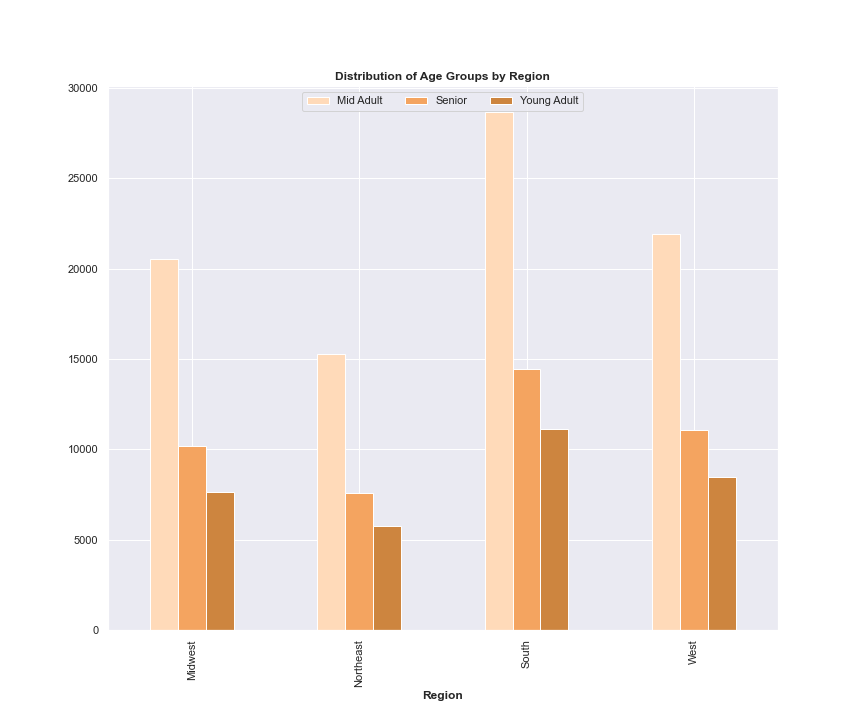 Distribution of Age Groups by Region
Mid Adult Senior Young Adult
30000
25000
20000
15000
10000
5000
0
Midwest Northeast South West
Region